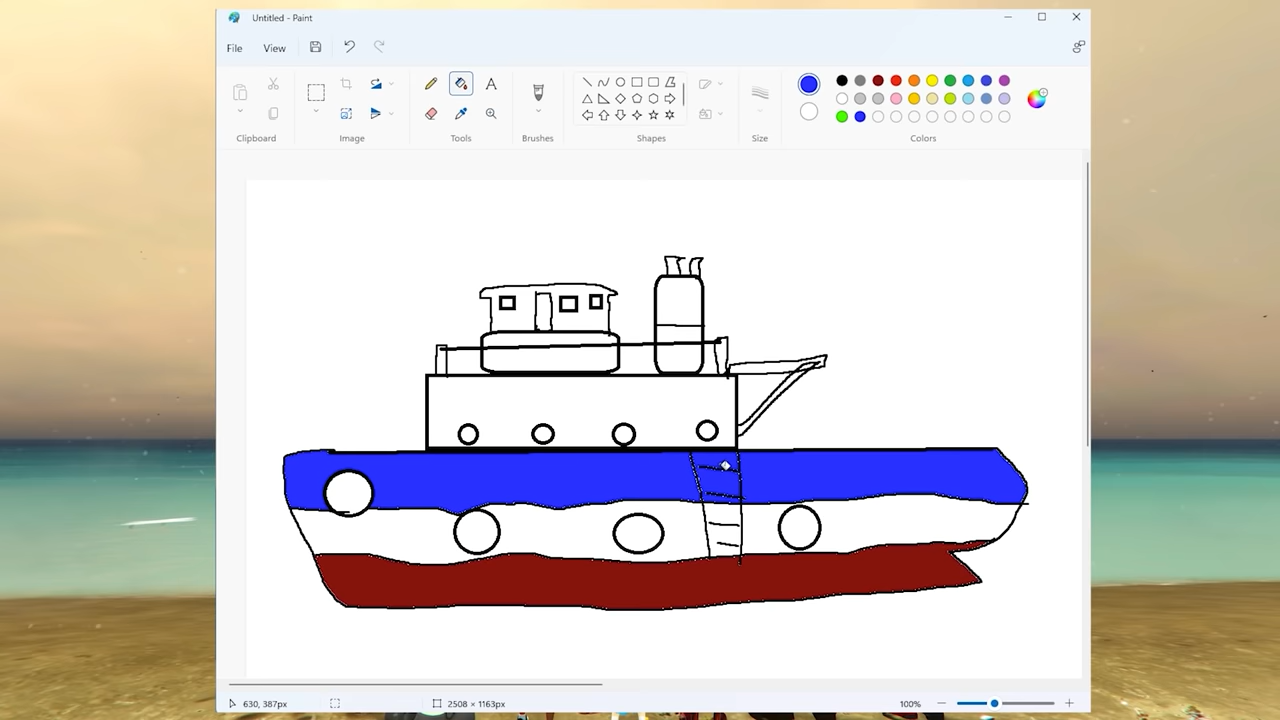 Untitled - Paint
File View
Clipboard Image Tools Brushes Shapes Size Colors
630, 387px 2508 × 1163px 100%